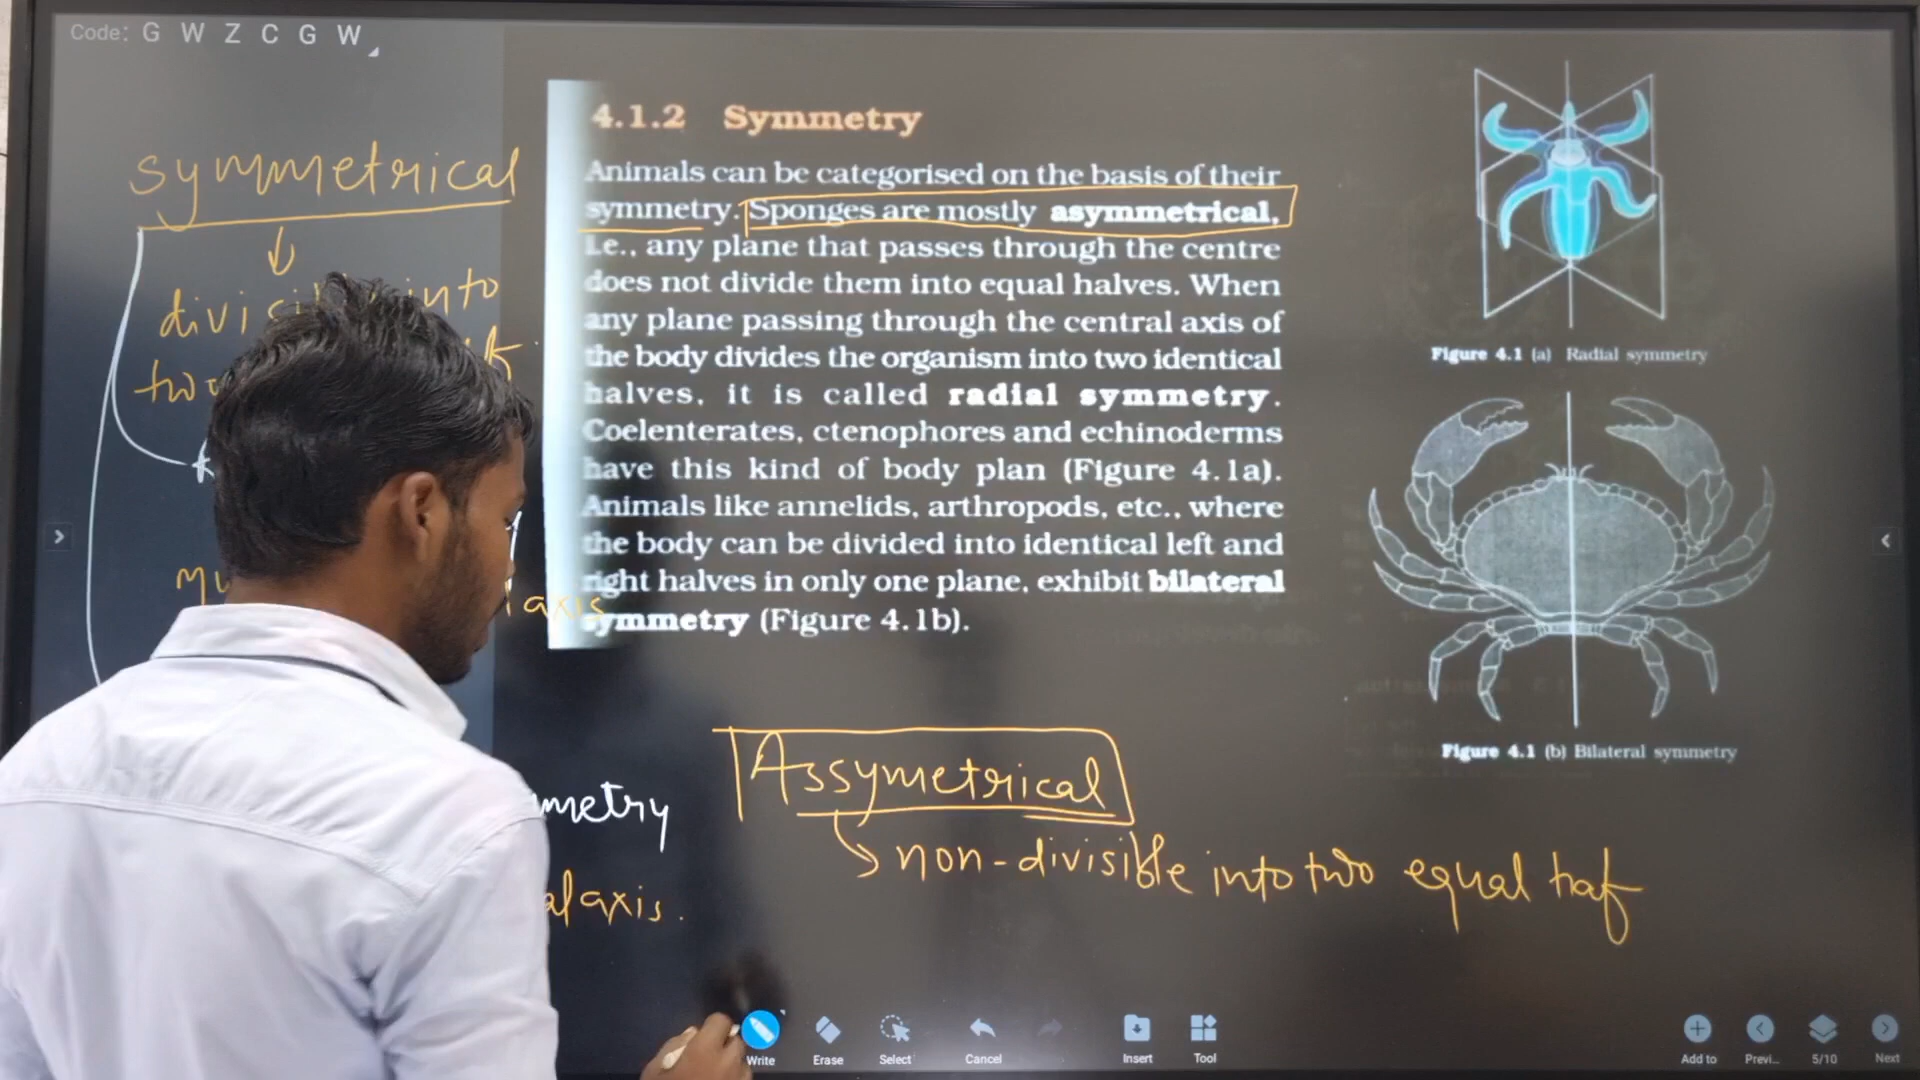 Code: G W Z C G W
symmetrical
into
two
axis
metry
axis.
4.1.2 Symmetry
Animals can be categorised on the basis of their
symmetry. Sponges are mostly asymmetrical,
i.e., any plane that passes through the centre
does not divide them into equal halves. When
any plane passing through the central axis of
the body divides the organism into two identical
halves, it is called radial symmetry.
Coelenterates, ctenophores and echinoderms
have this kind of body plan (Figure 4.1a).
Animals like annelids, arthropods, etc., where
the body can be divided into identical left and
right halves in only one plane, exhibit bilateral
symmetry (Figure 4.1b).
Assymetrical
non-divisible into two equal haf
Figure 4.1 (a) Radial symmetry
Figure 4.1 (b) Bilateral symmetry
Write Erase Select Cancel Insert Tool Add to Previ... 5/10 Next